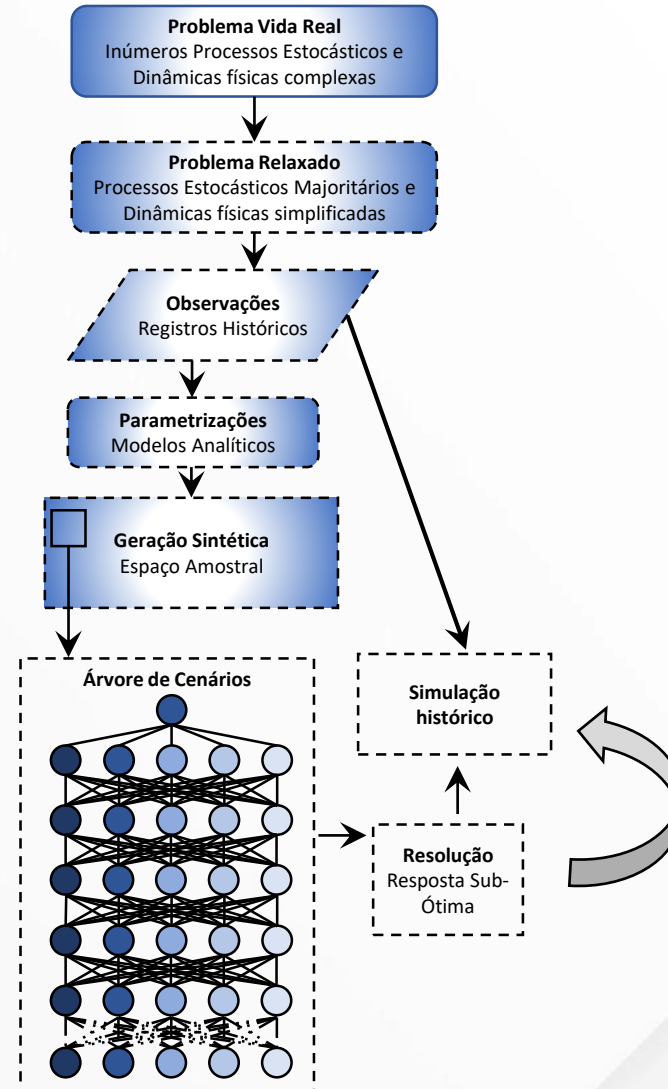 Problema Vida Real
Inúmeros Processos Estocásticos e
Dinâmicas físicas complexas
Problema Relaxado
Processos Estocásticos Majoritários e
Dinâmicas físicas simplificadas
Observações
Registros Históricos
Parametrizações
Modelos Analíticos
Geração Sintética
Espaço Amostral
Árvore de Cenários
Simulação
histórico
Resolução
Resposta Sub-
Ótima